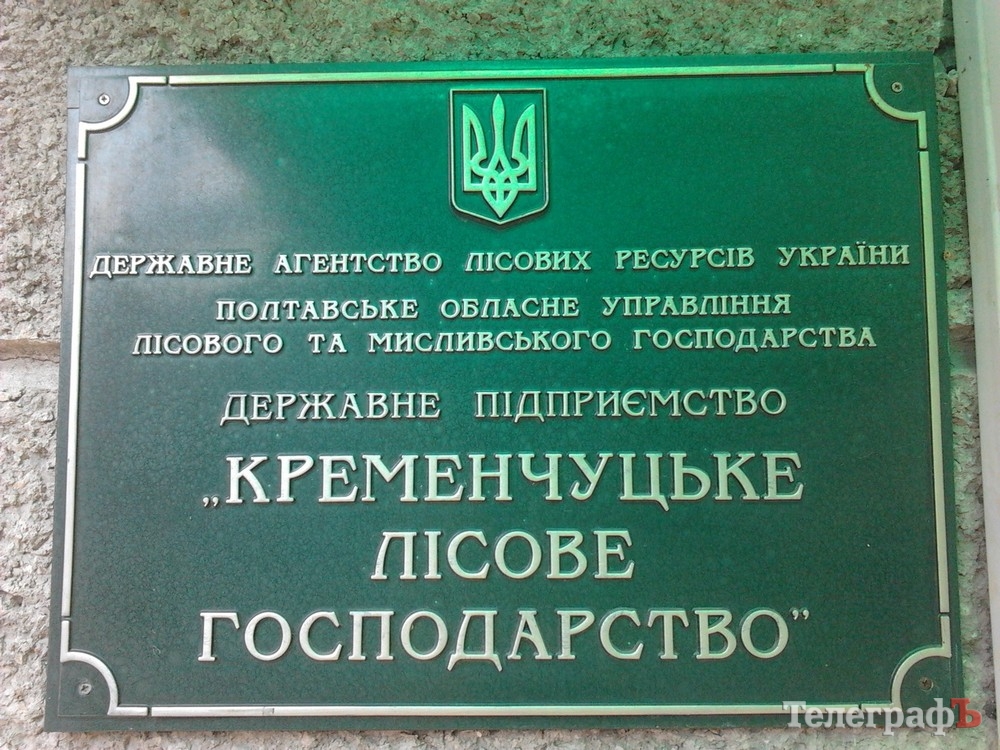 ДЕРЖАВНЕ АГЕНТСТВО ЛІСОВИХ РЕСУРСІВ УКРАЇНИ
ПОЛТАВСЬКЕ ОБЛАСНЕ УПРАВЛІННЯ
ЛІСОВОГО ТА МИСЛИВСЬКОГО ГОСПОДАРСТВА
ДЕРЖАВНЕ ПІДПРИЄМСТВО
„КРЕМЕНЧУЦЬКЕ
ЛІСОВЕ
ГОСПОДАРСТВО”
ТелеграфЪ